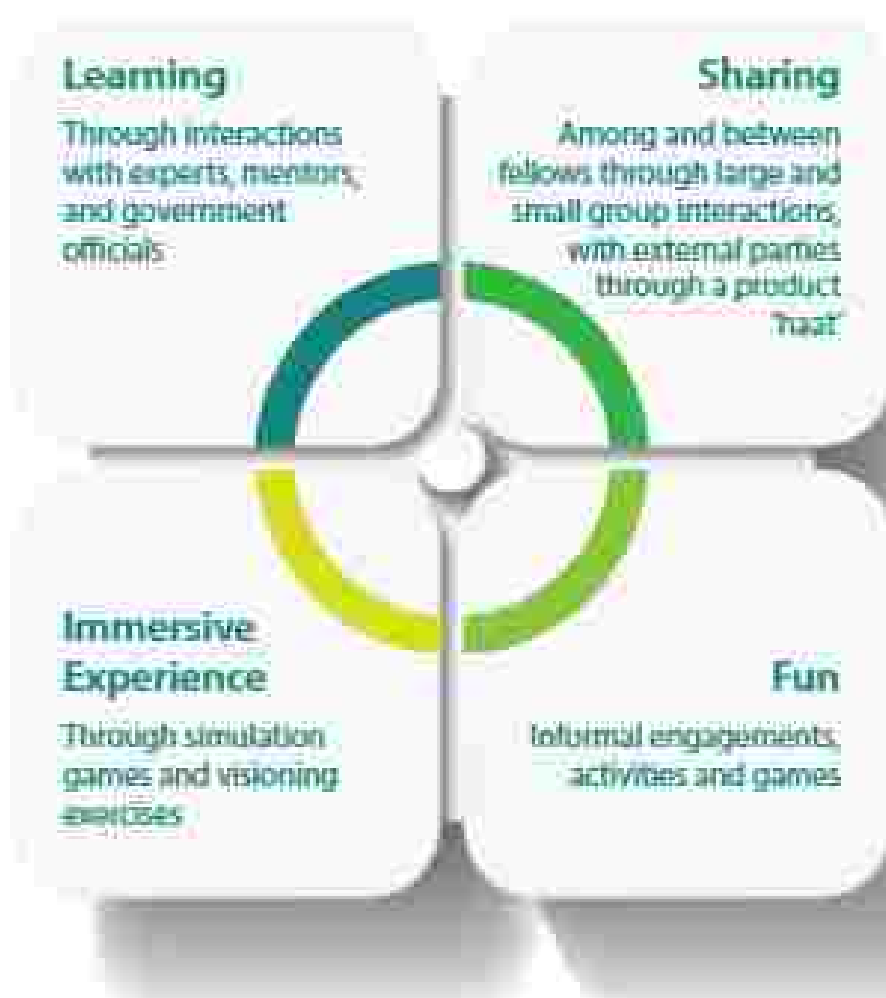 Learning
Through interactions
with experts, mentors,
and government
officials
Sharing
Among and between
fellows through large and
small group interactions,
with external parties
through a product
'haat'
Immersive
Experience
Through simulation
games and visioning
exercises
Fun
Informal engagements,
activities and games